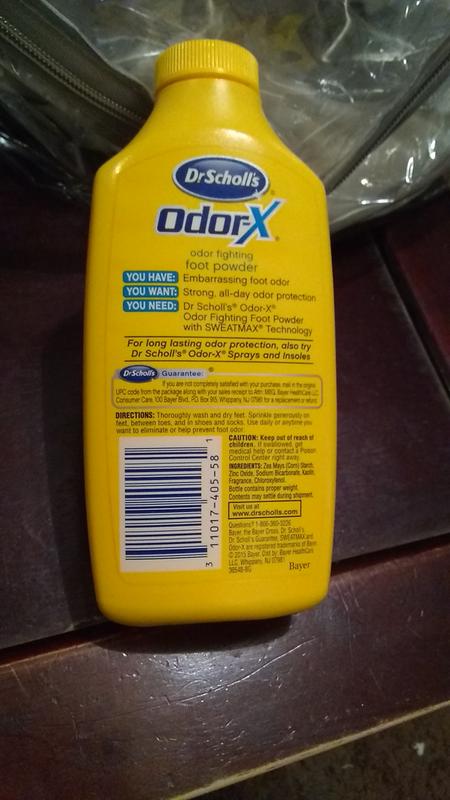 Dr Scholl's®
Odor-X®
odor fighting
foot powder
YOU HAVE: Embarrassing foot odor
YOU WANT: Strong, all-day odor protection
YOU NEED: Dr Scholl's® Odor-X®
Odor Fighting Foot Powder
with SWEATMAX® Technology
For long lasting odor protection, also try
Dr Scholl's® Odor-X® Sprays and Insoles
Dr Scholl's Guarantee: ®
If you are not completely satisfied with your purchase, mail in the original
UPC code from the package along with your sales receipt to Attn: MBG, Bayer HealthCare LLC,
Consumer Care, 100 Bayer Blvd., P.O. Box 915, Whippany, NJ 07981 for a replacement or refund.
DIRECTIONS: Thoroughly wash and dry feet. Sprinkle generously on
feet, between toes, and in shoes and socks. Use daily or anytime you
want to eliminate or help prevent foot odor.
CAUTION: Keep out of reach of
children. If swallowed, get
medical help or contact a Poison
Control Center right away.
INGREDIENTS: Zea Mays (Corn) Starch,
Zinc Oxide, Sodium Bicarbonate, Kaolin,
Fragrance, Chloroxylenol.
Bottle contains proper weight.
Contents may settle during shipment.
Visit us at
www.drscholls.com
Questions? 1-866-360-3226
Bayer, the Bayer Cross, Dr. Scholl's,
Dr. Scholl's Guarantee, SWEATMAX and
Odor-X are registered trademarks of Bayer.
© 2015 Bayer Dist by: Bayer HealthCare
LLC, Whippany, NJ 07981
36548-BG
Bayer
3 11017-405-58 1